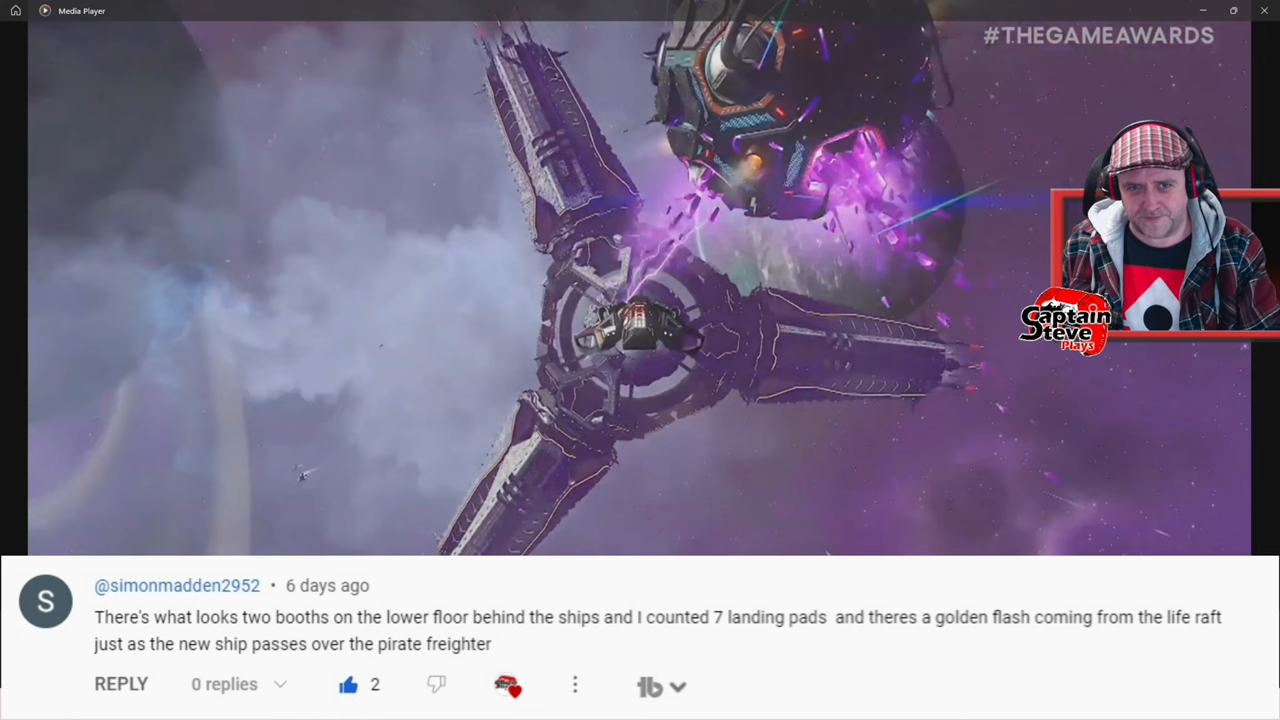 Media Player
#THEGAMEAWARDS
Captain
Steve
Plays
S
@simonmadden2952 • 6 days ago
There's what looks two booths on the lower floor behind the ships and I counted 7 landing pads and theres a golden flash coming from the life raft
just as the new ship passes over the pirate freighter
REPLY 0 replies 2